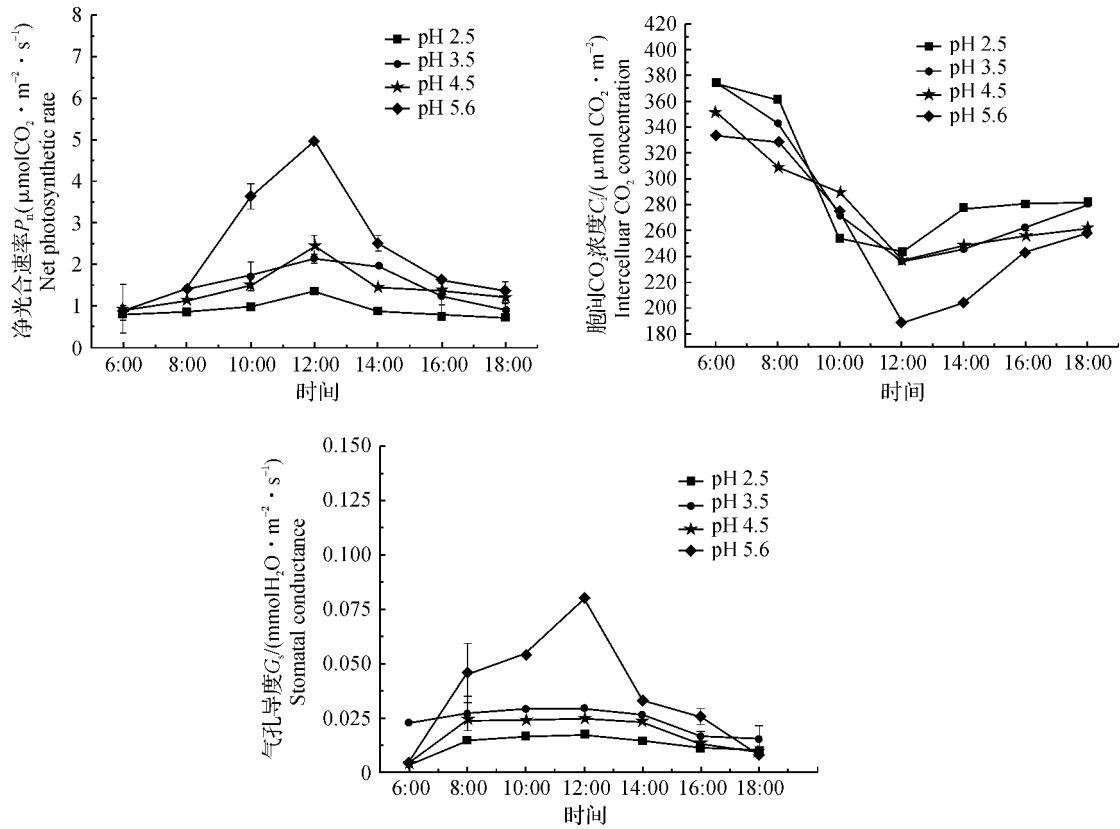 净光合速率Pn(μmolCO₂·m⁻²·s⁻¹)
Net photosynthetic rate
8
7
6
5
4
3
2
1
0
pH 2.5
pH 3.5
pH 4.5
pH 5.6
6:00 8:00 10:00 12:00 14:00 16:00 18:00
时间
胞间CO₂浓度Ci/(μmol CO₂·m⁻²)
Intercelluar CO₂ concentration
420
400
380
360
340
320
300
280
260
240
220
200
180
pH 2.5
pH 3.5
pH 4.5
pH 5.6
6:00 8:00 10:00 12:00 14:00 16:00 18:00
时间
气孔导度Gs/(mmolH₂O·m⁻²·s⁻¹)
Stomatal conductance
0.150
0.125
0.100
0.075
0.050
0.025
0
pH 2.5
pH 3.5
pH 4.5
pH 5.6
6:00 8:00 10:00 12:00 14:00 16:00 18:00
时间